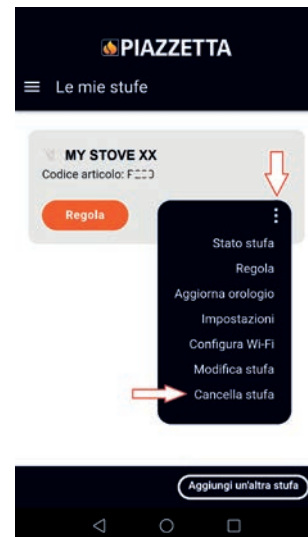 PIAZZETTA
Le mie stufe
MY STOVE XX
Codice articolo:
Regola
Stato stufa
Regola
Aggiorna orologio
Impostazioni
Configura Wi-Fi
Modifica stufa
Cancella stufa
Aggiungi un'altra stufa